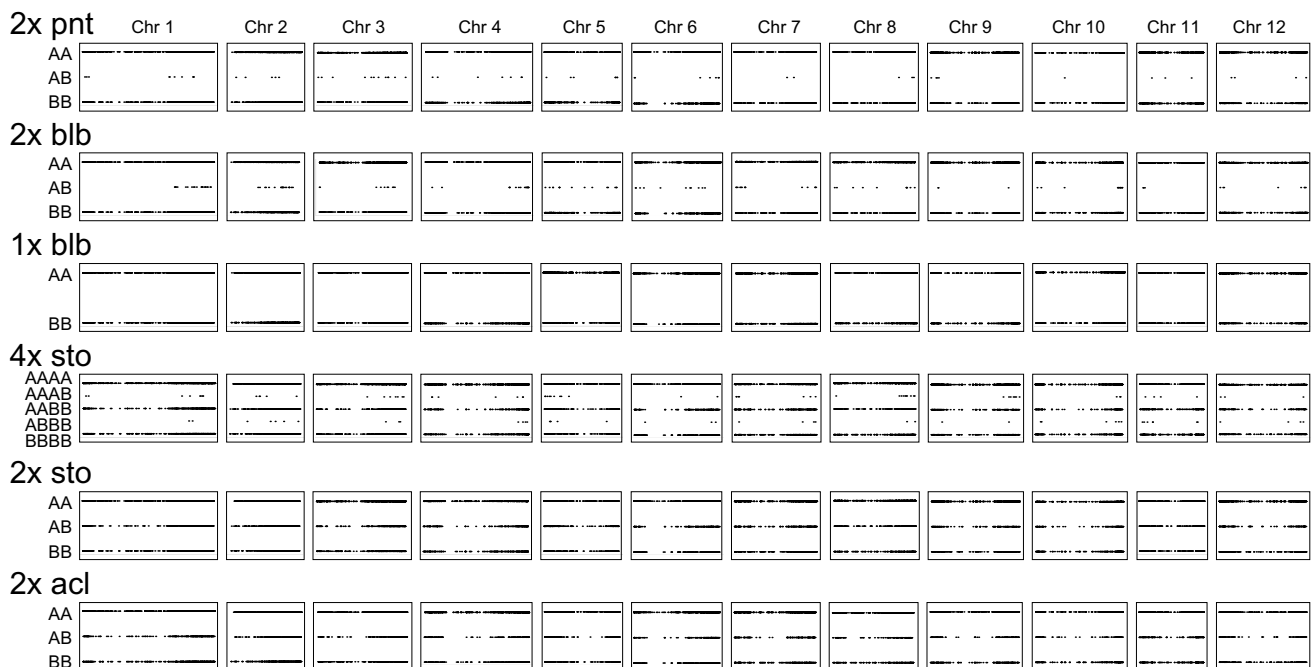 2x pnt Chr 1 Chr 2 Chr 3 Chr 4 Chr 5 Chr 6 Chr 7 Chr 8 Chr 9 Chr 10 Chr 11 Chr 12
AA
AB
BB
2x blb
AA
AB
BB
1x blb
AA
BB
4x sto
AAAA
AAAB
AABB
ABBB
BBBB
2x sto
AA
AB
BB
2x acl
AA
AB
BB